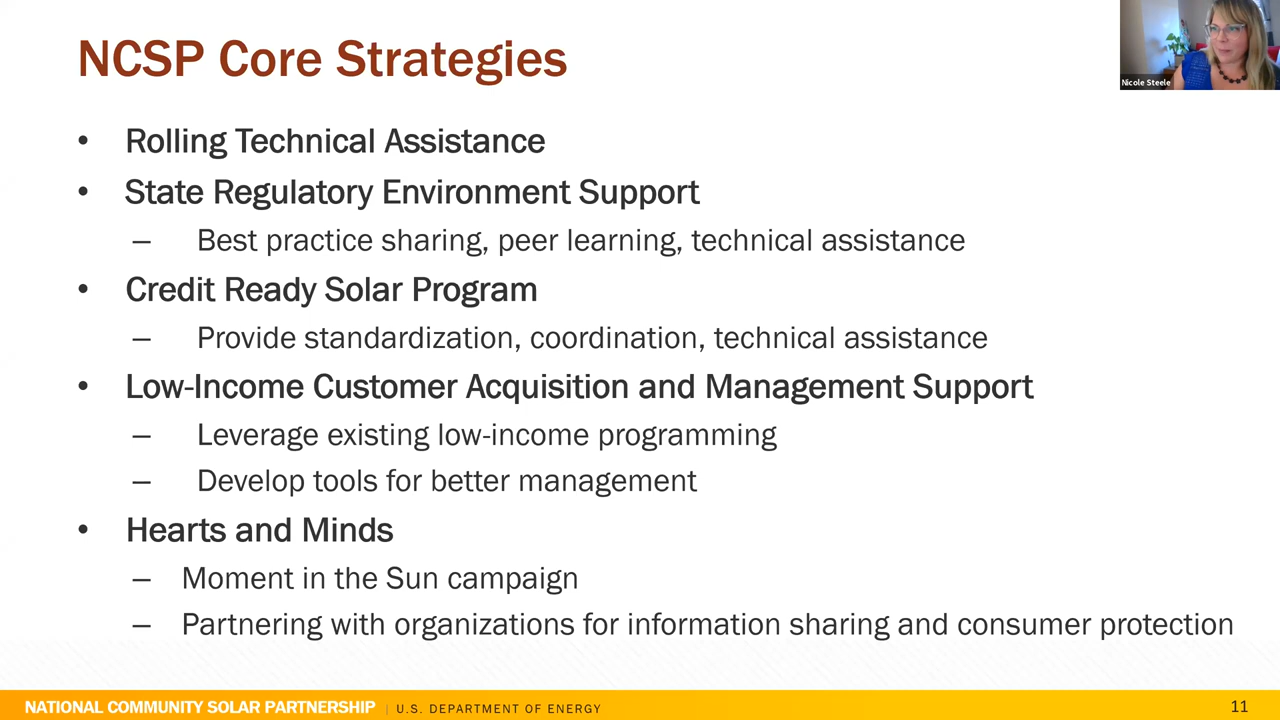 NCSP Core Strategies
Nicole Steele
• Rolling Technical Assistance
• State Regulatory Environment Support
– Best practice sharing, peer learning, technical assistance
• Credit Ready Solar Program
– Provide standardization, coordination, technical assistance
• Low-Income Customer Acquisition and Management Support
– Leverage existing low-income programming
– Develop tools for better management
• Hearts and Minds
– Moment in the Sun campaign
– Partnering with organizations for information sharing and consumer protection
NATIONAL COMMUNITY SOLAR PARTNERSHIP | U.S. DEPARTMENT OF ENERGY 11